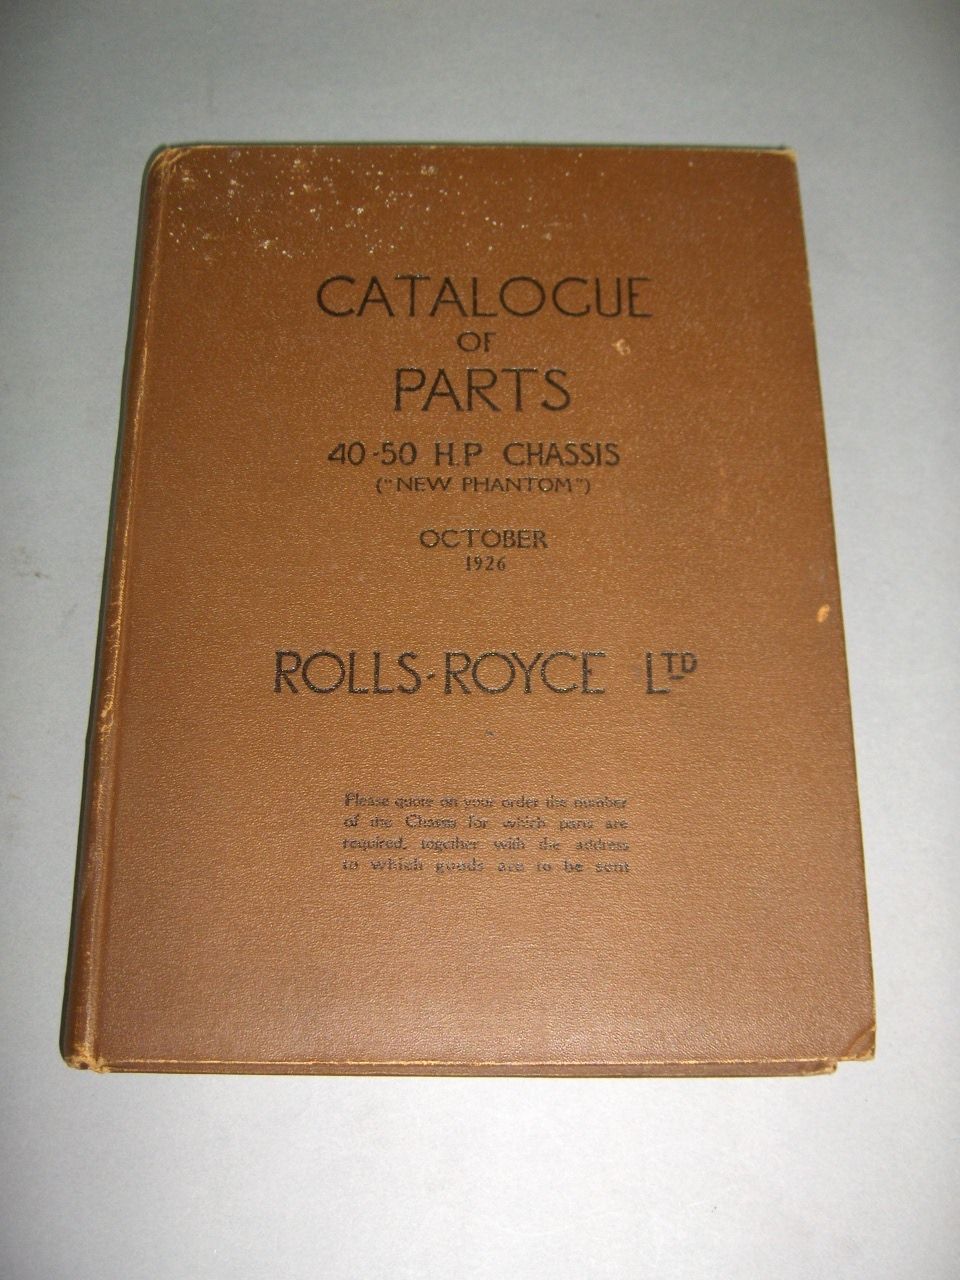 CATALOGUE
OF
PARTS
40-50 H.P CHASSIS
("NEW PHANTOM")
OCTOBER
1926
ROLLS-ROYCE LTD
Please quote on your order the number
of the Chassis for which parts are
required, together with the address
to which goods are to be sent